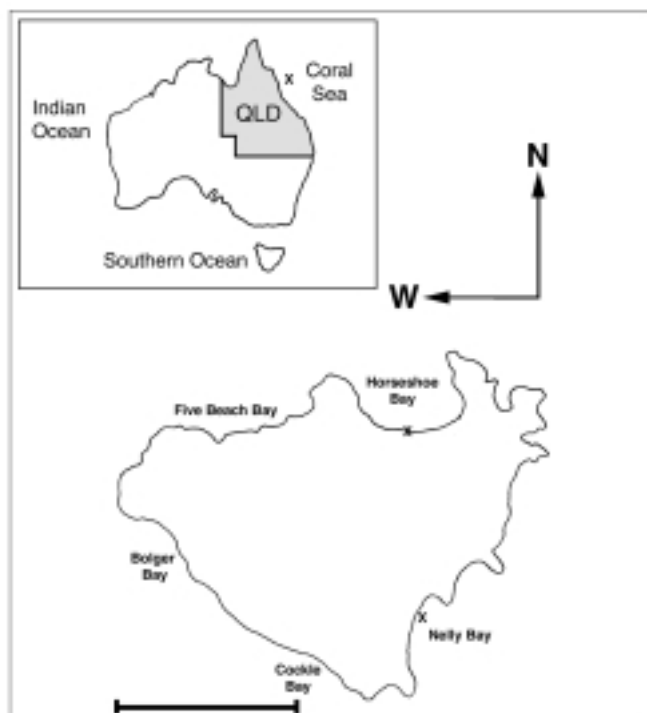 Indian
Ocean
x
Coral
Sea
QLD
Southern Ocean
N
W
Horseshoe
Bay
Five Beach Bay
x
Bolger
Bay
x
Nelly Bay
Cockle
Bay